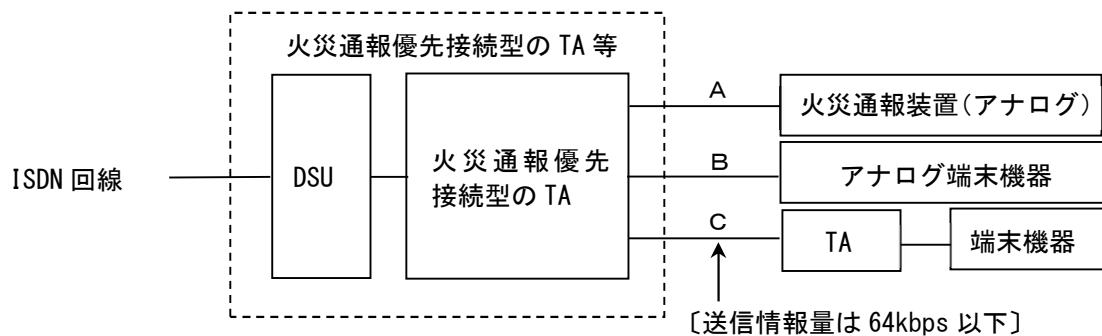 火災通報優先接続型の TA 等
A
火災通報装置（アナログ）
ISDN 回線
DSU
火災通報優先
接続型の TA
B
アナログ端末機器
C
TA
端末機器
〔送信情報量は 64kbps 以下〕